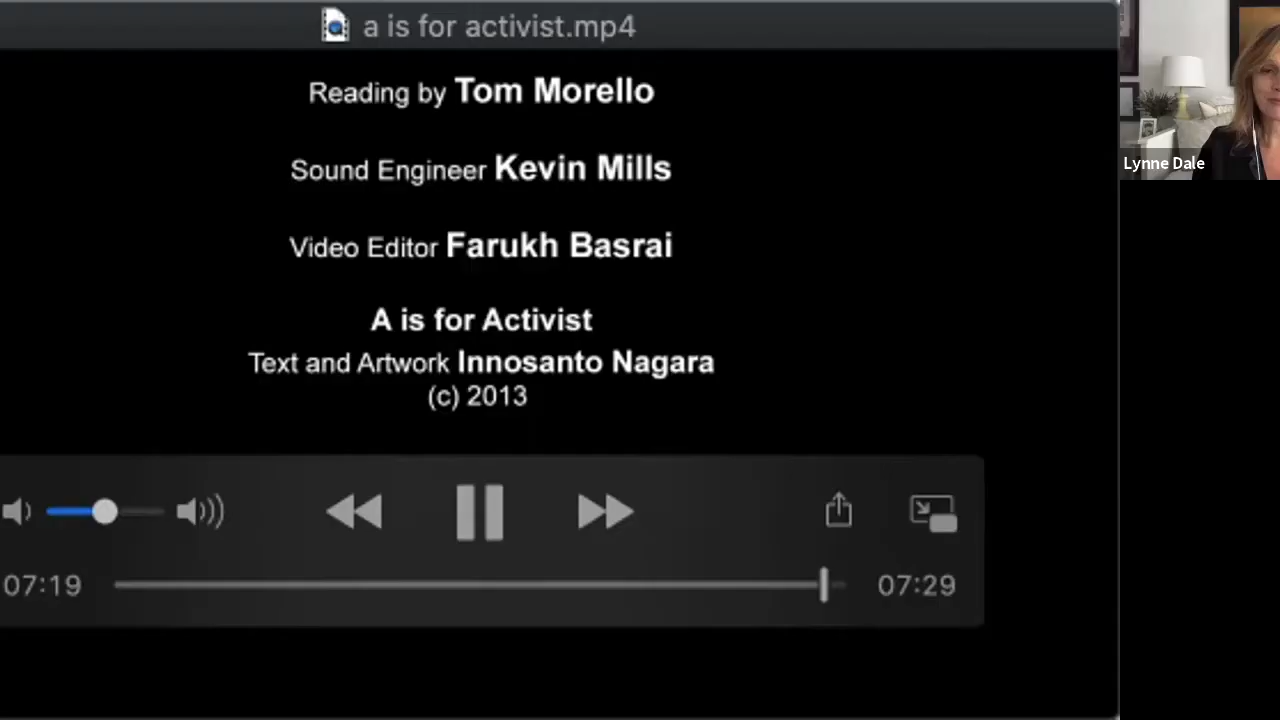 a is for activist.mp4
Reading by Tom Morello
Sound Engineer Kevin Mills
Video Editor Farukh Basrai
A is for Activist
Text and Artwork Innosanto Nagara
(c) 2013
07:19
07:29
Lynne Dale